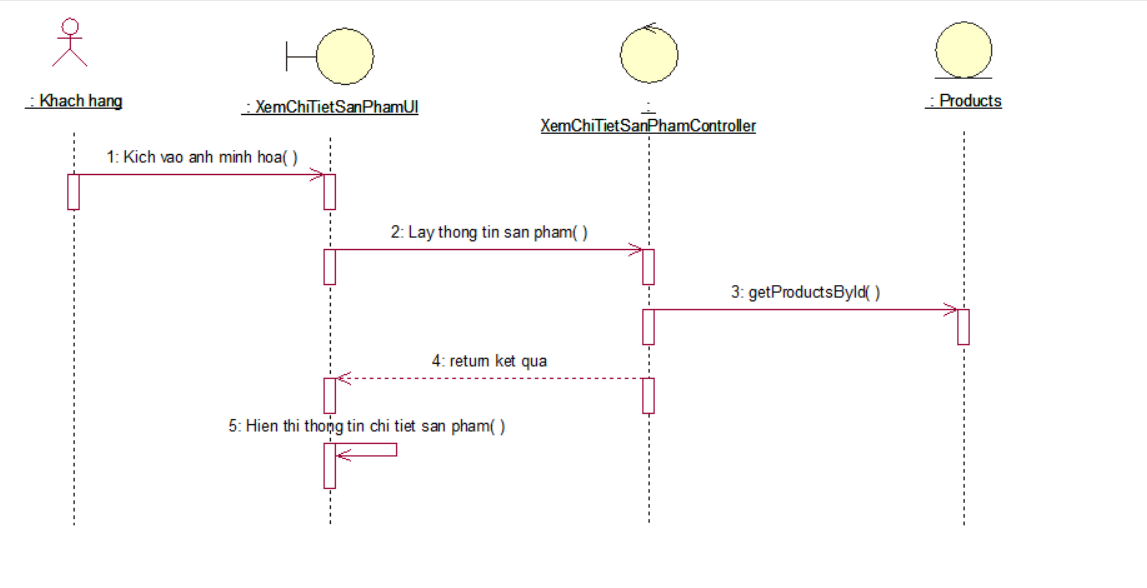 : Khach hang
: XemChiTietSanPhamUI
:
XemChiTietSanPhamController
: Products
1: Kich vao anh minh hoa( )
2: Lay thong tin san pham( )
3: getProductsById( )
4: return ket qua
5: Hien thi thong tin chi tiet san pham( )